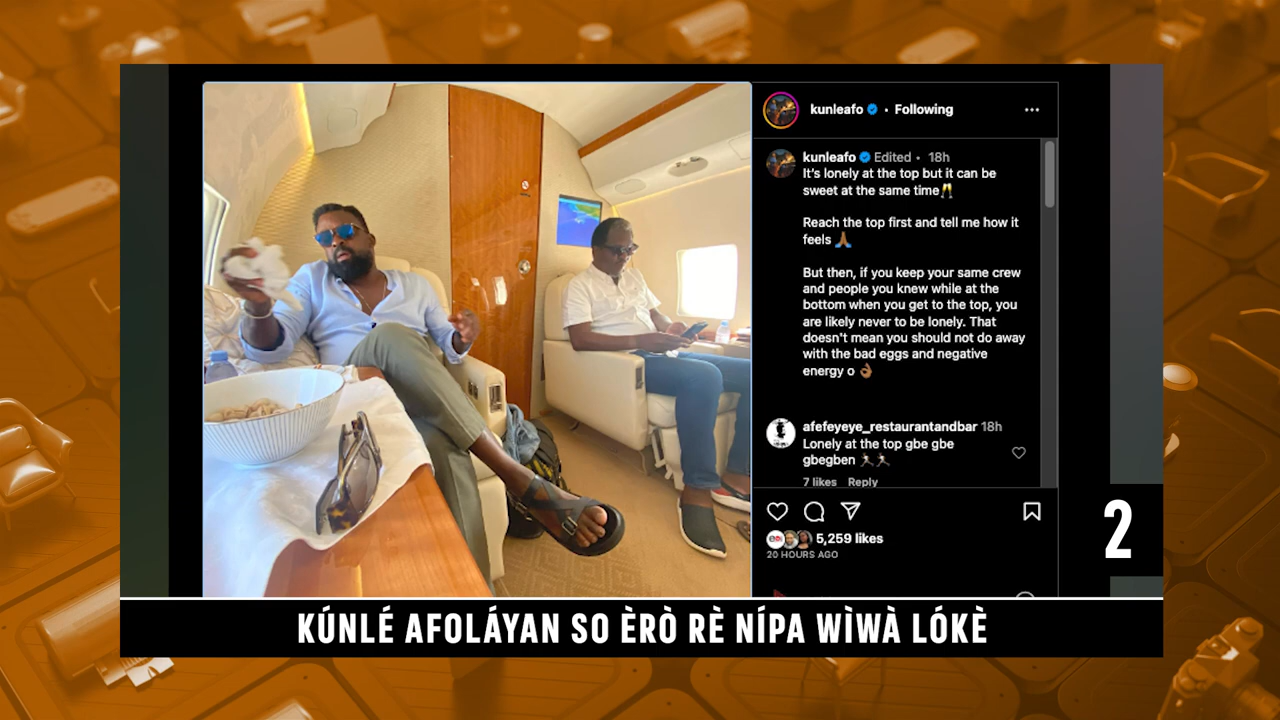 kunleafo • Following
kunleafo Edited • 18h
It's lonely at the top but it can be
sweet at the same time🥂
Reach the top first and tell me how it
feels 🙏🏾
But then, if you keep your same crew
and people you knew while at the
bottom when you get to the top, you
are likely never to be lonely. That
doesn't mean you should not do away
with the bad eggs and negative
energy o 👌🏾
afefeyeye_restaurantandbar 18h
Lonely at the top gbe gbe
gbegben 🏃🏾🏃🏾
7 likes Reply
5,259 likes
20 HOURS AGO
2
KÚNLÉ AFOLÁYAN SO ÈRÒ RÈ NÍPA WÌWÀ LÓKÈ